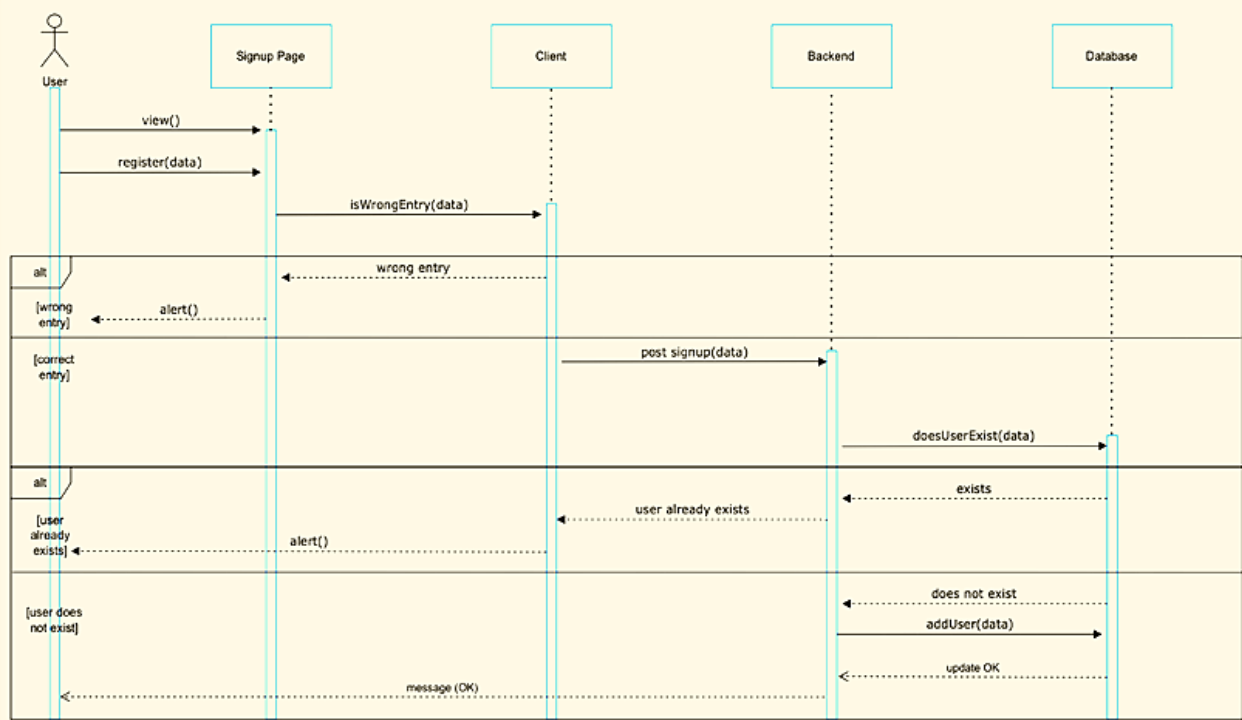 User
Signup Page
Client
Backend
Database
view()
register(data)
isWrongEntry(data)
alt
wrong entry
[wrong
entry]
alert()
[correct
entry]
post signup(data)
doesUserExist(data)
alt
exists
user already exists
[user
already
exists]
alert()
does not exist
[user does
not exist]
addUser(data)
update OK
message (OK)